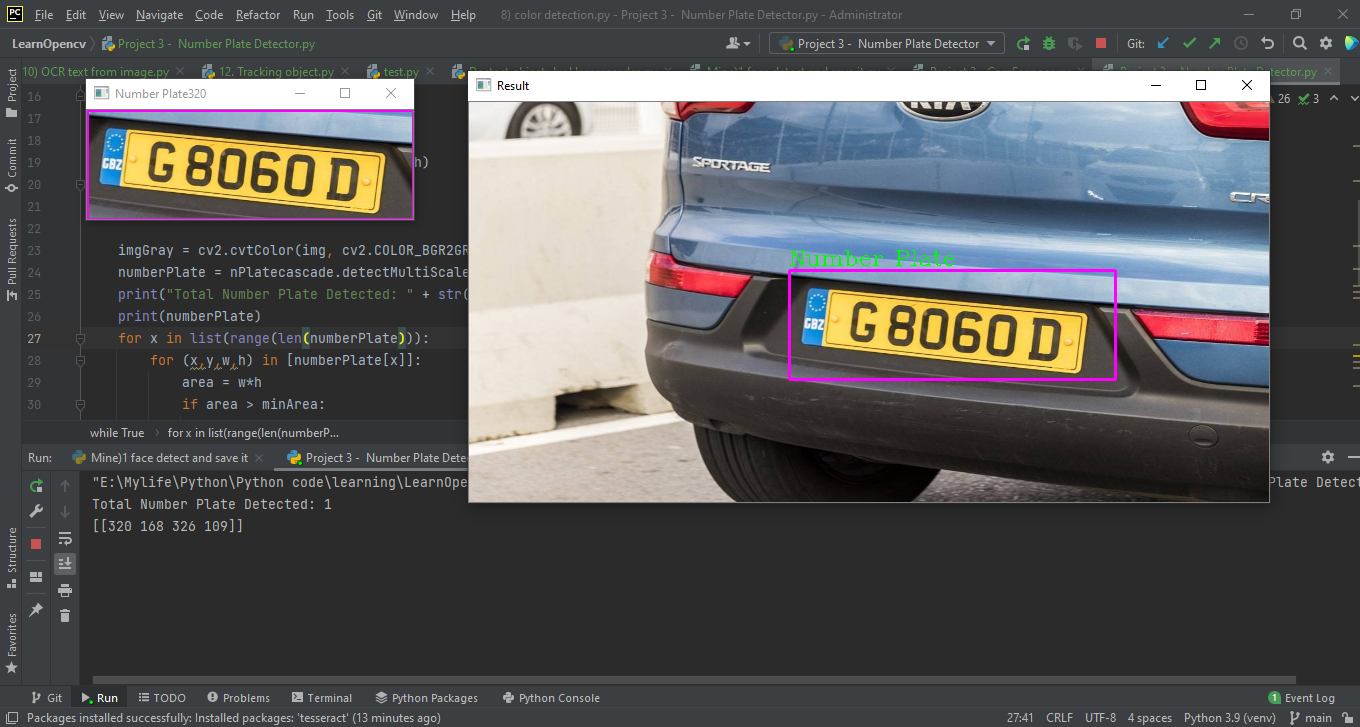 File Edit View Navigate Code Refactor Run Tools Git Window Help 8) color detection.py - Project 3 - Number Plate Detector.py - Administrator
LearnOpencv Project 3 - Number Plate Detector.py
Project 3 - Number Plate Detector
Git:
10) OCR text from image.py
12. Tracking object.py
test.py
Detector.py
26 3
Project
Commit
Pull Requests
Structure
Favorites
Number Plate320
GBZ
G 8060 D
Result
KIA
SPORTAGE
Number Plate
GBZ
G 8060 D
16
17
18
19 h)
20
21
22
23 imgGray = cv2.cvtColor(img, cv2.COLOR_BGR2GR
24 numberPlate = nPlatecascade.detectMultiScale
25 print("Total Number Plate Detected: " + str(
26 print(numberPlate)
27 for x in list(range(len(numberPlate))):
28 for (x,y,w,h) in [numberPlate[x]]:
29 area = w*h
30 if area > minArea:
while True for x in list(range(len(numberP...
Run: Mine)1 face detect and save it Project 3 - Number Plate Dete
"E:\Mylife\Python\Python code\learning\LearnOpe Plate Detect
Total Number Plate Detected: 1
[[320 168 326 109]]
Git Run TODO Problems Terminal Python Packages Python Console 1 Event Log
Packages installed successfully: Installed packages: 'tesseract' (13 minutes ago) 27:41 CRLF UTF-8 4 spaces Python 3.9 (venv) main